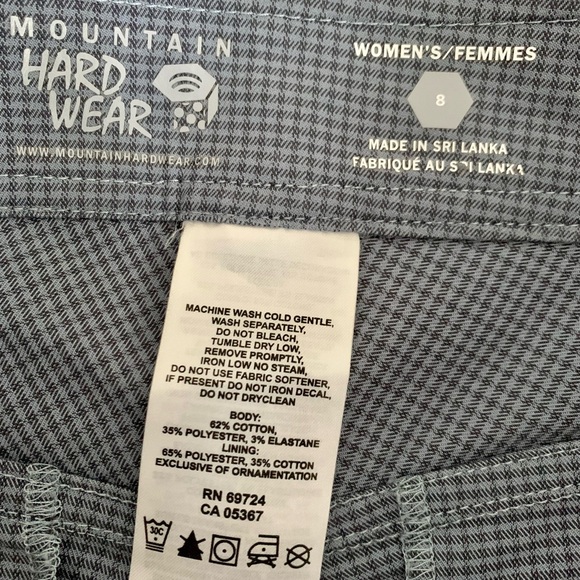 MOUNTAIN
HARD
WEAR
WWW.MOUNTAINHARDWEAR.COM
WOMEN'S/FEMMES
8
MADE IN SRI LANKA
FABRIQUÉ AU SRI LANKA
MACHINE WASH COLD GENTLE,
WASH SEPARATELY,
DO NOT BLEACH,
TUMBLE DRY LOW,
REMOVE PROMPTLY,
IRON LOW NO STEAM,
DO NOT USE FABRIC SOFTENER,
IF PRESENT DO NOT IRON DECAL,
DO NOT DRYCLEAN
BODY:
62% COTTON,
35% POLYESTER, 3% ELASTANE
LINING:
65% POLYESTER, 35% COTTON
EXCLUSIVE OF ORNAMENTATION
RN 69724
CA 05367
30C